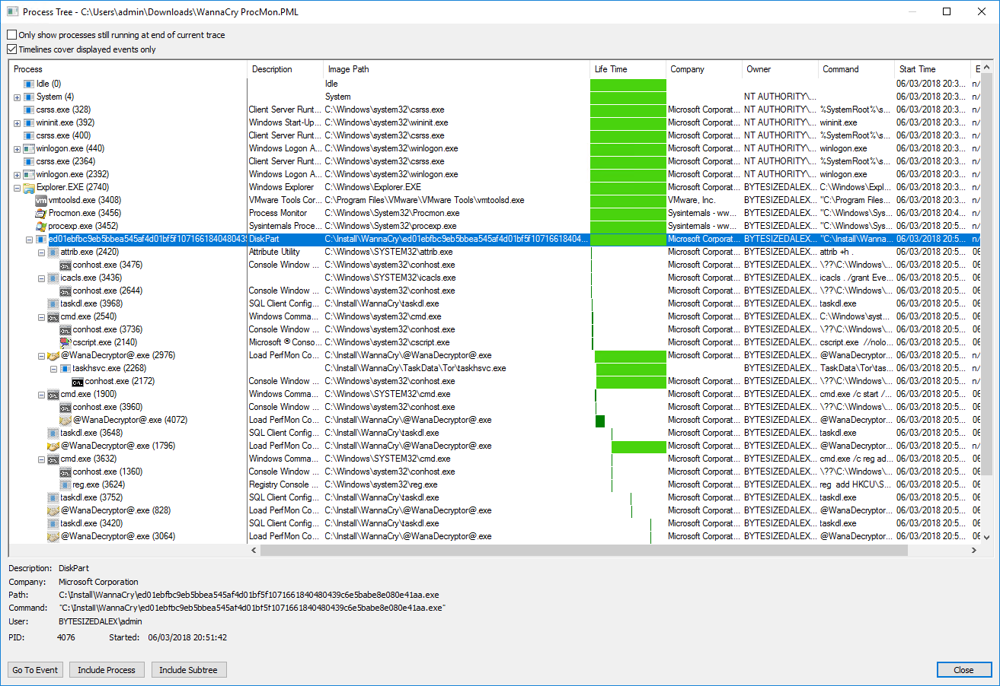 Process Tree - C:\Users\admin\Downloads\WannaCry ProcMon.PML
Only show processes still running at end of current trace
Timelines cover displayed events only
Process Description Image Path Life Time Company Owner Command Start Time E
Idle (0) Idle 06/03/2018 20:3... n/
System (4) System NT AUTHORITY\... 06/03/2018 20:3... n/
csrss.exe (328) Client Server Runt... C:\Windows\system32\csrss.exe Microsoft Corporat... NT AUTHORITY\... %SystemRoot%\s... 06/03/2018 20:3... n/
wininit.exe (392) Windows Start-Up... C:\Windows\system32\wininit.exe Microsoft Corporat... NT AUTHORITY\... wininit.exe 06/03/2018 20:3... n/
csrss.exe (400) Client Server Runt... C:\Windows\system32\csrss.exe Microsoft Corporat... NT AUTHORITY\... %SystemRoot%\s... 06/03/2018 20:3... n/
winlogon.exe (440) Windows Logon A... C:\Windows\system32\winlogon.exe Microsoft Corporat... NT AUTHORITY\... winlogon.exe 06/03/2018 20:3... n/
csrss.exe (2364) Client Server Runt... C:\Windows\system32\csrss.exe Microsoft Corporat... NT AUTHORITY\... %SystemRoot%\s... 06/03/2018 20:3... n/
winlogon.exe (2392) Windows Logon A... C:\Windows\system32\winlogon.exe Microsoft Corporat... NT AUTHORITY\... winlogon.exe 06/03/2018 20:3... n/
Explorer.EXE (2740) Windows Explorer C:\Windows\Explorer.EXE Microsoft Corporat... BYTESIZEDALEX... C:\Windows\Expl... 06/03/2018 20:3... n/
vmtoolsd.exe (3408) VMware Tools Cor... C:\Program Files\VMware\VMware Tools\vmtoolsd.exe VMware, Inc. BYTESIZEDALEX... "C:\Program Files... 06/03/2018 20:3... n/
Procmon.exe (3456) Process Monitor C:\Windows\System32\Procmon.exe Sysinternals - ww... BYTESIZEDALEX... "C:\Windows\Sys... 06/03/2018 20:4... n/
procexp.exe (3452) Sysinternals Proce... C:\Windows\System32\procexp.exe Sysinternals - ww... BYTESIZEDALEX... "C:\Windows\Sys... 06/03/2018 20:5... n/
ed01ebfbc9eb5bbea545af4d01bf5f1071661840480439 DiskPart C:\Install\WannaCry\ed01ebfbc9eb5bbea545af4d01bf5f10716618404... Microsoft Corporat... BYTESIZEDALEX... "C:\Install\Wanna... 06/03/2018 20:5... n/
attrib.exe (2420) Attribute Utility C:\Windows\SYSTEM32\attrib.exe Microsoft Corporat... BYTESIZEDALEX... attrib +h . 06/03/2018 20:5... 06
conhost.exe (3476) Console Window ... C:\Windows\system32\conhost.exe Microsoft Corporat... BYTESIZEDALEX... \??\C:\Windows\... 06/03/2018 20:5... 06
icacls.exe (3436) C:\Windows\SYSTEM32\icacls.exe Microsoft Corporat... BYTESIZEDALEX... icacls . /grant Eve... 06/03/2018 20:5... 06
conhost.exe (2644) Console Window ... C:\Windows\system32\conhost.exe Microsoft Corporat... BYTESIZEDALEX... \??\C:\Windows\... 06/03/2018 20:5... 06
taskdl.exe (3968) SQL Client Config... C:\Install\WannaCry\taskdl.exe Microsoft Corporat... BYTESIZEDALEX... taskdl.exe 06/03/2018 20:5... 06
cmd.exe (2540) Windows Comma... C:\Windows\system32\cmd.exe Microsoft Corporat... BYTESIZEDALEX... C:\Windows\syst... 06/03/2018 20:5... 06
conhost.exe (3736) Console Window ... C:\Windows\system32\conhost.exe Microsoft Corporat... BYTESIZEDALEX... \??\C:\Windows\... 06/03/2018 20:5... 06
cscript.exe (2140) Microsoft ® Conso... C:\Windows\system32\cscript.exe Microsoft Corporat... BYTESIZEDALEX... cscript.exe //nolo... 06/03/2018 20:5... 06
@WanaDecryptor@.exe (2976) Load PerfMon Co... C:\Install\WannaCry\@WanaDecryptor@.exe Microsoft Corporat... BYTESIZEDALEX... @WanaDecryptor... 06/03/2018 20:5... n/
taskhsvc.exe (2268) C:\Install\WannaCry\TaskData\Tor\taskhsvc.exe BYTESIZEDALEX... TaskData\Tor\tas... 06/03/2018 20:5... n/
conhost.exe (2172) Console Window ... C:\Windows\system32\conhost.exe Microsoft Corporat... BYTESIZEDALEX... \??\C:\Windows\... 06/03/2018 20:5... n/
cmd.exe (1900) Windows Comma... C:\Windows\SYSTEM32\cmd.exe Microsoft Corporat... BYTESIZEDALEX... cmd.exe /c start /... 06/03/2018 20:5... 06
conhost.exe (3960) Console Window ... C:\Windows\system32\conhost.exe Microsoft Corporat... BYTESIZEDALEX... \??\C:\Windows\... 06/03/2018 20:5... 06
@WanaDecryptor@.exe (4072) Load PerfMon Co... C:\Install\WannaCry\@WanaDecryptor@.exe Microsoft Corporat... BYTESIZEDALEX... @WanaDecryptor... 06/03/2018 20:5... 06
taskdl.exe (3648) SQL Client Config... C:\Install\WannaCry\taskdl.exe Microsoft Corporat... BYTESIZEDALEX... taskdl.exe 06/03/2018 20:5... 06
@WanaDecryptor@.exe (1796) Load PerfMon Co... C:\Install\WannaCry\@WanaDecryptor@.exe Microsoft Corporat... BYTESIZEDALEX... @WanaDecryptor... 06/03/2018 20:5... n/
cmd.exe (3632) Windows Comma... C:\Windows\SYSTEM32\cmd.exe Microsoft Corporat... BYTESIZEDALEX... cmd.exe /c reg ad... 06/03/2018 20:5... 06
conhost.exe (1360) Console Window ... C:\Windows\system32\conhost.exe Microsoft Corporat... BYTESIZEDALEX... \??\C:\Windows\... 06/03/2018 20:5... 06
reg.exe (3624) Registry Console ... C:\Windows\system32\reg.exe Microsoft Corporat... BYTESIZEDALEX... reg add HKCU\S... 06/03/2018 20:5... 06
taskdl.exe (3752) SQL Client Config... C:\Install\WannaCry\taskdl.exe Microsoft Corporat... BYTESIZEDALEX... taskdl.exe 06/03/2018 20:5... 06
@WanaDecryptor@.exe (828) Load PerfMon Co... C:\Install\WannaCry\@WanaDecryptor@.exe Microsoft Corporat... BYTESIZEDALEX... @WanaDecryptor... 06/03/2018 20:5... 06
taskdl.exe (3420) SQL Client Config... C:\Install\WannaCry\taskdl.exe Microsoft Corporat... BYTESIZEDALEX... taskdl.exe 06/03/2018 20:5... 06
@WanaDecryptor@.exe (3064) Load PerfMon Co... C:\Install\WannaCry\@WanaDecryptor@.exe Microsoft Corporat... BYTESIZEDALEX... @WanaDecryptor... 06/03/2018 20:5... 06
Description: DiskPart
Company: Microsoft Corporation
Path: C:\Install\WannaCry\ed01ebfbc9eb5bbea545af4d01bf5f1071661840480439c6e5babe8e080e41aa.exe
Command: "C:\Install\WannaCry\ed01ebfbc9eb5bbea545af4d01bf5f1071661840480439c6e5babe8e080e41aa.exe"
User: BYTESIZEDALEX\admin
PID: 4076 Started: 06/03/2018 20:51:42
Go To Event Include Process Include Subtree Close